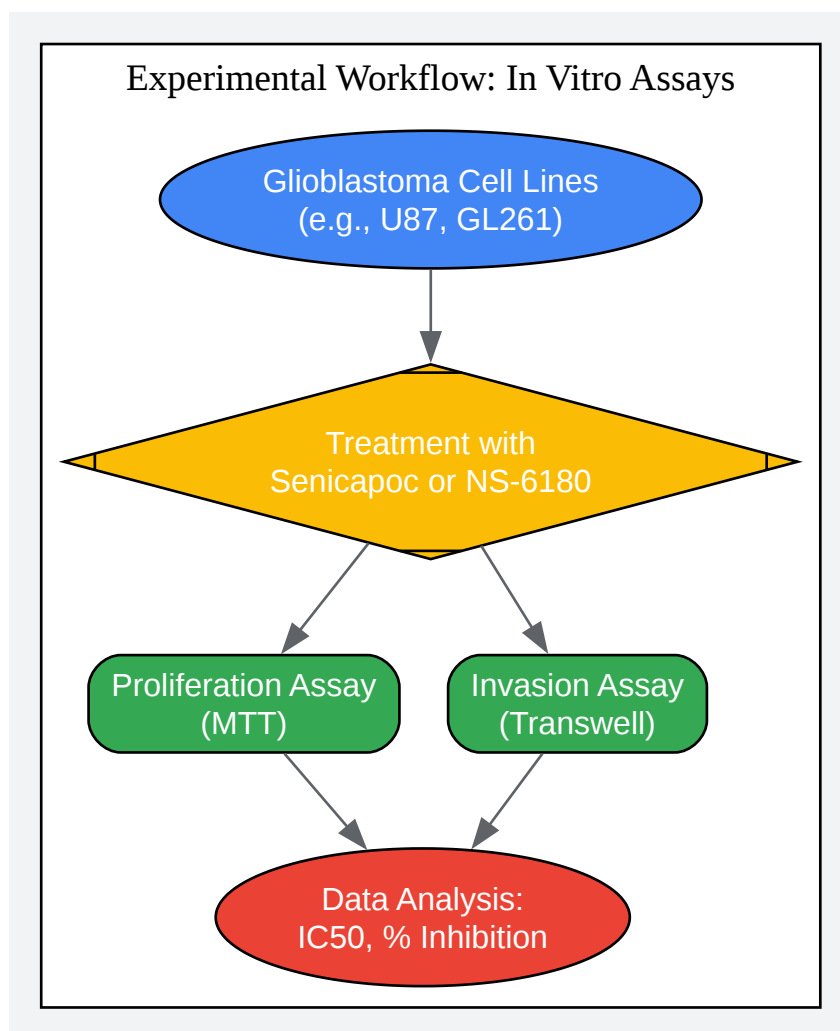 Experimental Workflow: In Vitro Assays
Glioblastoma Cell Lines
(e.g., U87, GL261)
Treatment with
Senicapoc or NS-6180
Proliferation Assay
(MTT)
Invasion Assay
(Transwell)
Data Analysis:
IC50, % Inhibition